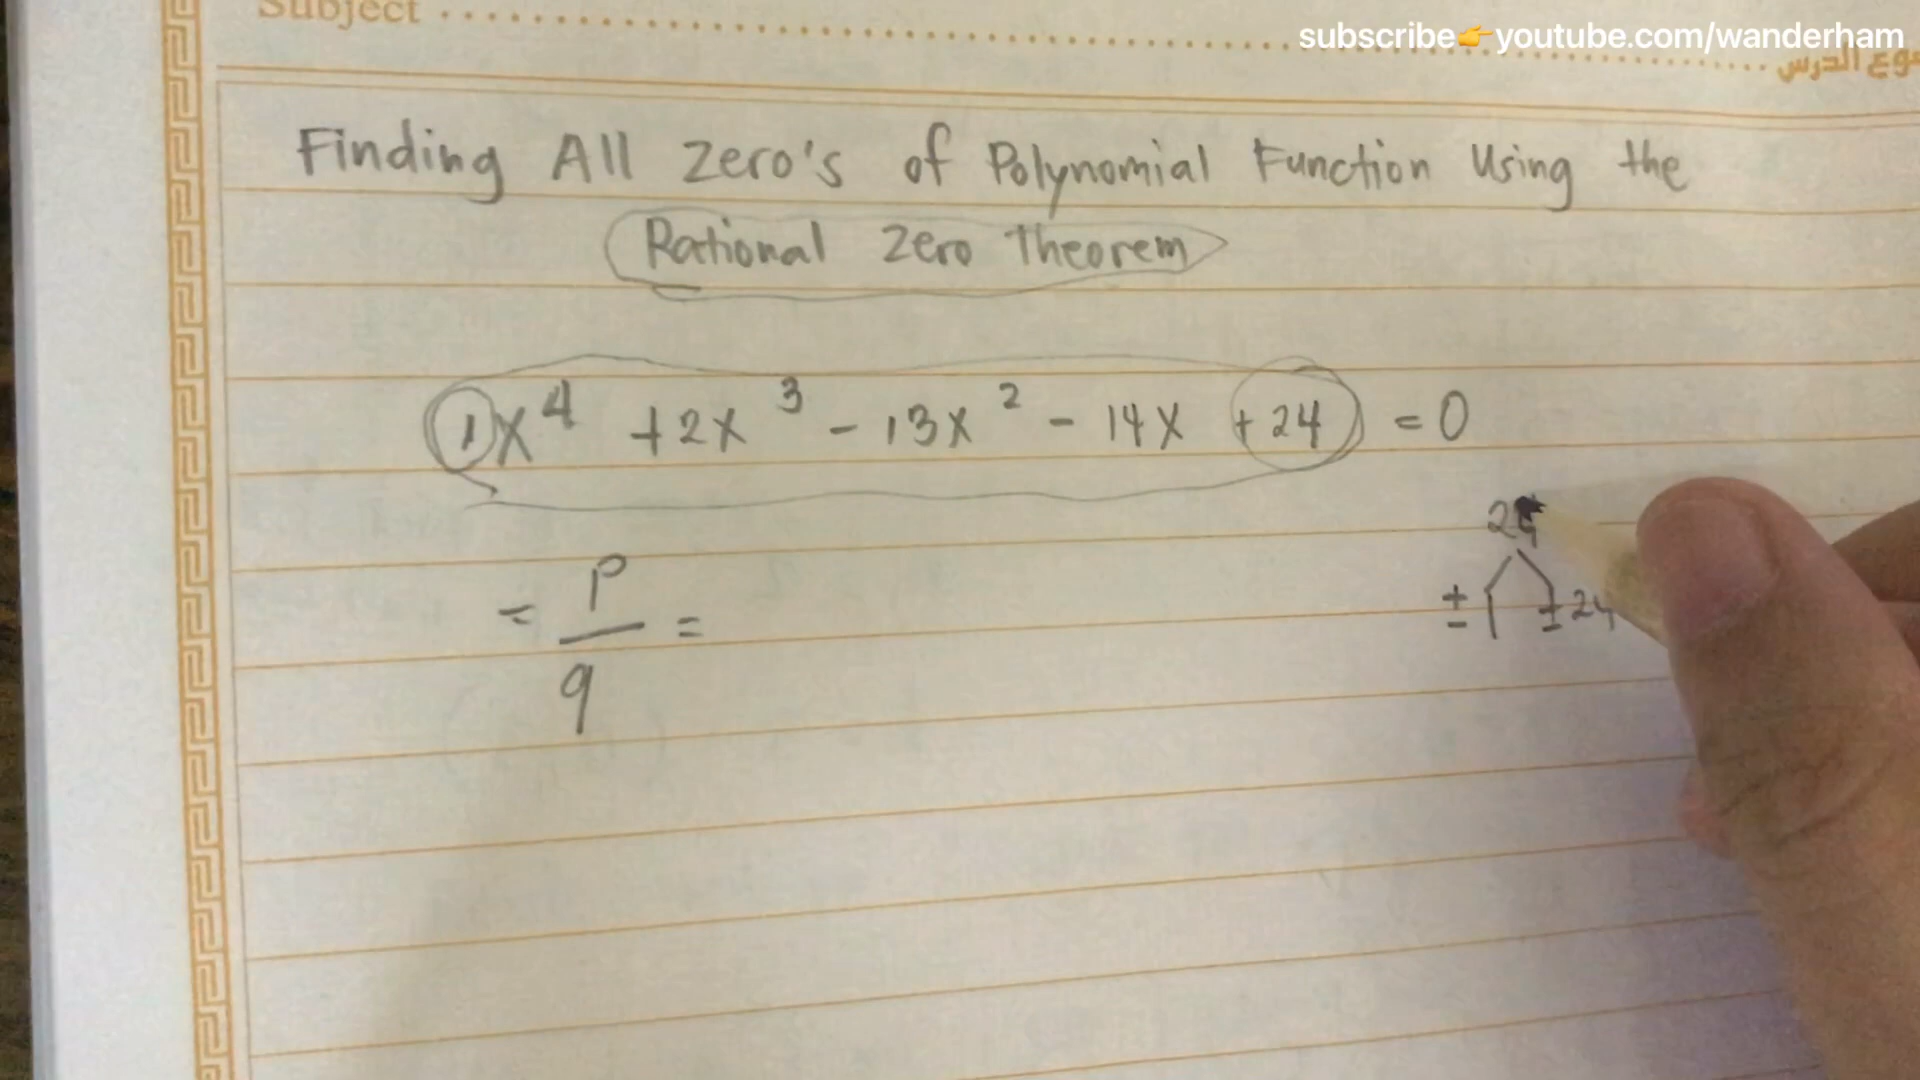 Subject
subscribe👉youtube.com/wanderham
الدرس
Finding All Zero's of Polynomial Function Using the
Rational Zero Theorem
1x⁴ +2x³ - 13x² - 14x +24 = 0
24
± 1 ± 24
= P/q =